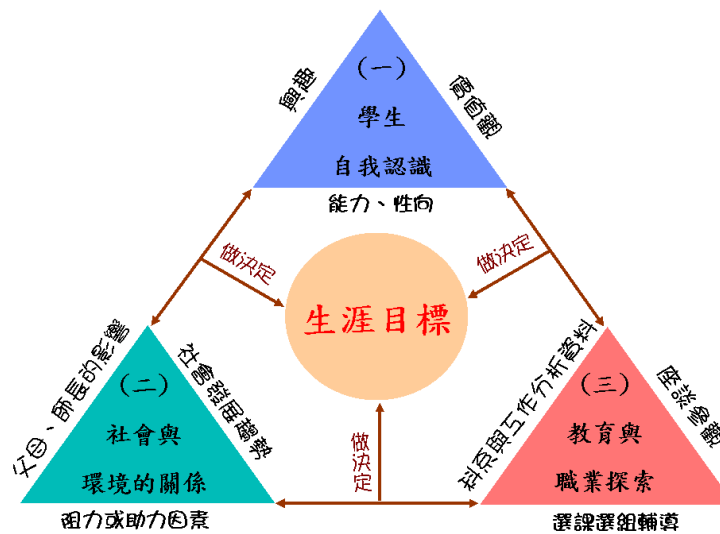 興趣
價值觀
(一)
學生
自我認識
能力、性向
做決定
做決定
生涯目標
父母、師長的影響
社會發展趨勢
(二)
社會與
環境的關係
阻力或助力因素
做決定
科系與工作分析資料
座談參觀
(三)
教育與
職業探索
選課選組輔導